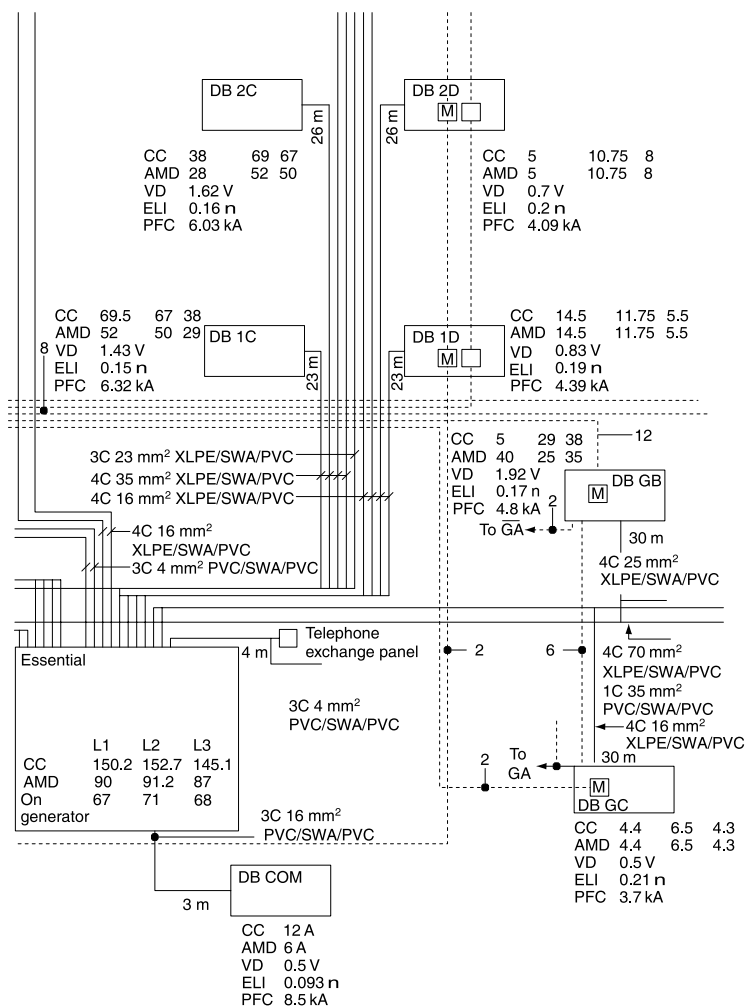 DB 2C
DB 2D
M
26 m
26 m
CC 38 69 67
AMD 28 52 50
VD 1.62 V
ELI 0.16 n
PFC 6.03 kA
CC 5 10.75 8
AMD 5 10.75 8
VD 0.7 V
ELI 0.2 n
PFC 4.09 kA
CC 69.5 67 38
AMD 52 50 29
VD 1.43 V
ELI 0.15 n
PFC 6.32 kA
8
DB 1C
DB 1D
M
23 m
23 m
CC 14.5 11.75 5.5
AMD 14.5 11.75 5.5
VD 0.83 V
ELI 0.19 n
PFC 4.39 kA
3C 23 mm² XLPE/SWA/PVC
4C 35 mm² XLPE/SWA/PVC
4C 16 mm² XLPE/SWA/PVC
CC 5 29 38
AMD 40 25 35
VD 1.92 V
ELI 0.17 n
PFC 4.8 kA
12
DB GB
M
2
To GA
30 m
4C 25 mm²
XLPE/SWA/PVC
4C 16 mm²
XLPE/SWA/PVC
3C 4 mm² PVC/SWA/PVC
Telephone
exchange panel
4 m
2
6
4C 70 mm²
XLPE/SWA/PVC
1C 35 mm²
PVC/SWA/PVC
4C 16 mm²
XLPE/SWA/PVC
30 m
Essential
L1 L2 L3
CC 150.2 152.7 145.1
AMD 90 91.2 87
On 67 71 68
generator
3C 4 mm²
PVC/SWA/PVC
2
To
GA
M
DB GC
CC 4.4 6.5 4.3
AMD 4.4 6.5 4.3
VD 0.5 V
ELI 0.21 n
PFC 3.7 kA
3C 16 mm²
PVC/SWA/PVC
3 m
DB COM
CC 12 A
AMD 6 A
VD 0.5 V
ELI 0.093 n
PFC 8.5 kA